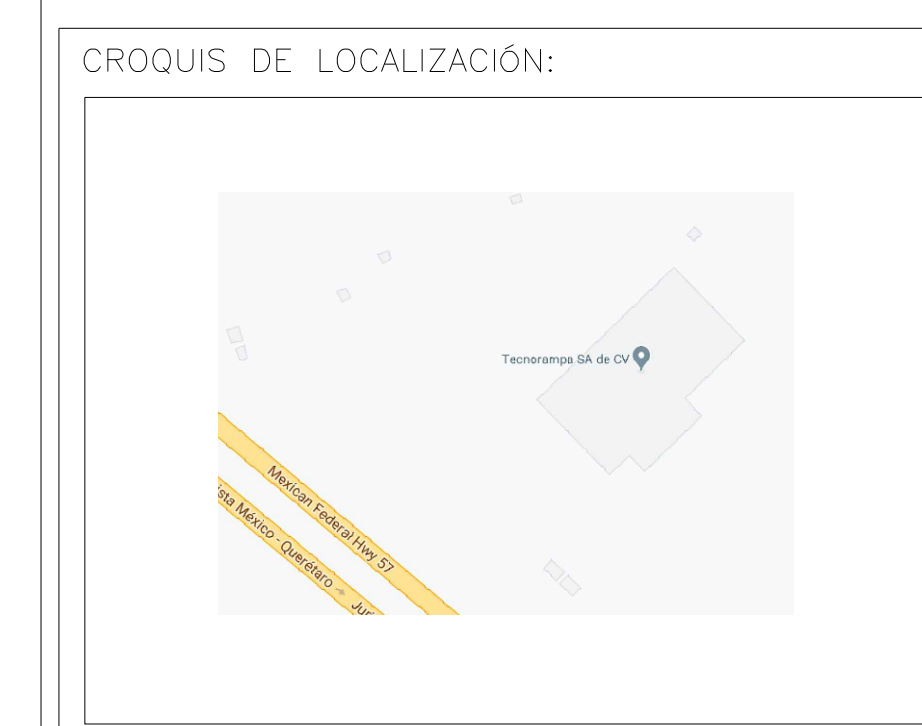 CROQUIS DE LOCALIZACIÓN:
Tecnorampa SA de CV
Mexican Federal Hwy 57
ista México - Querétaro